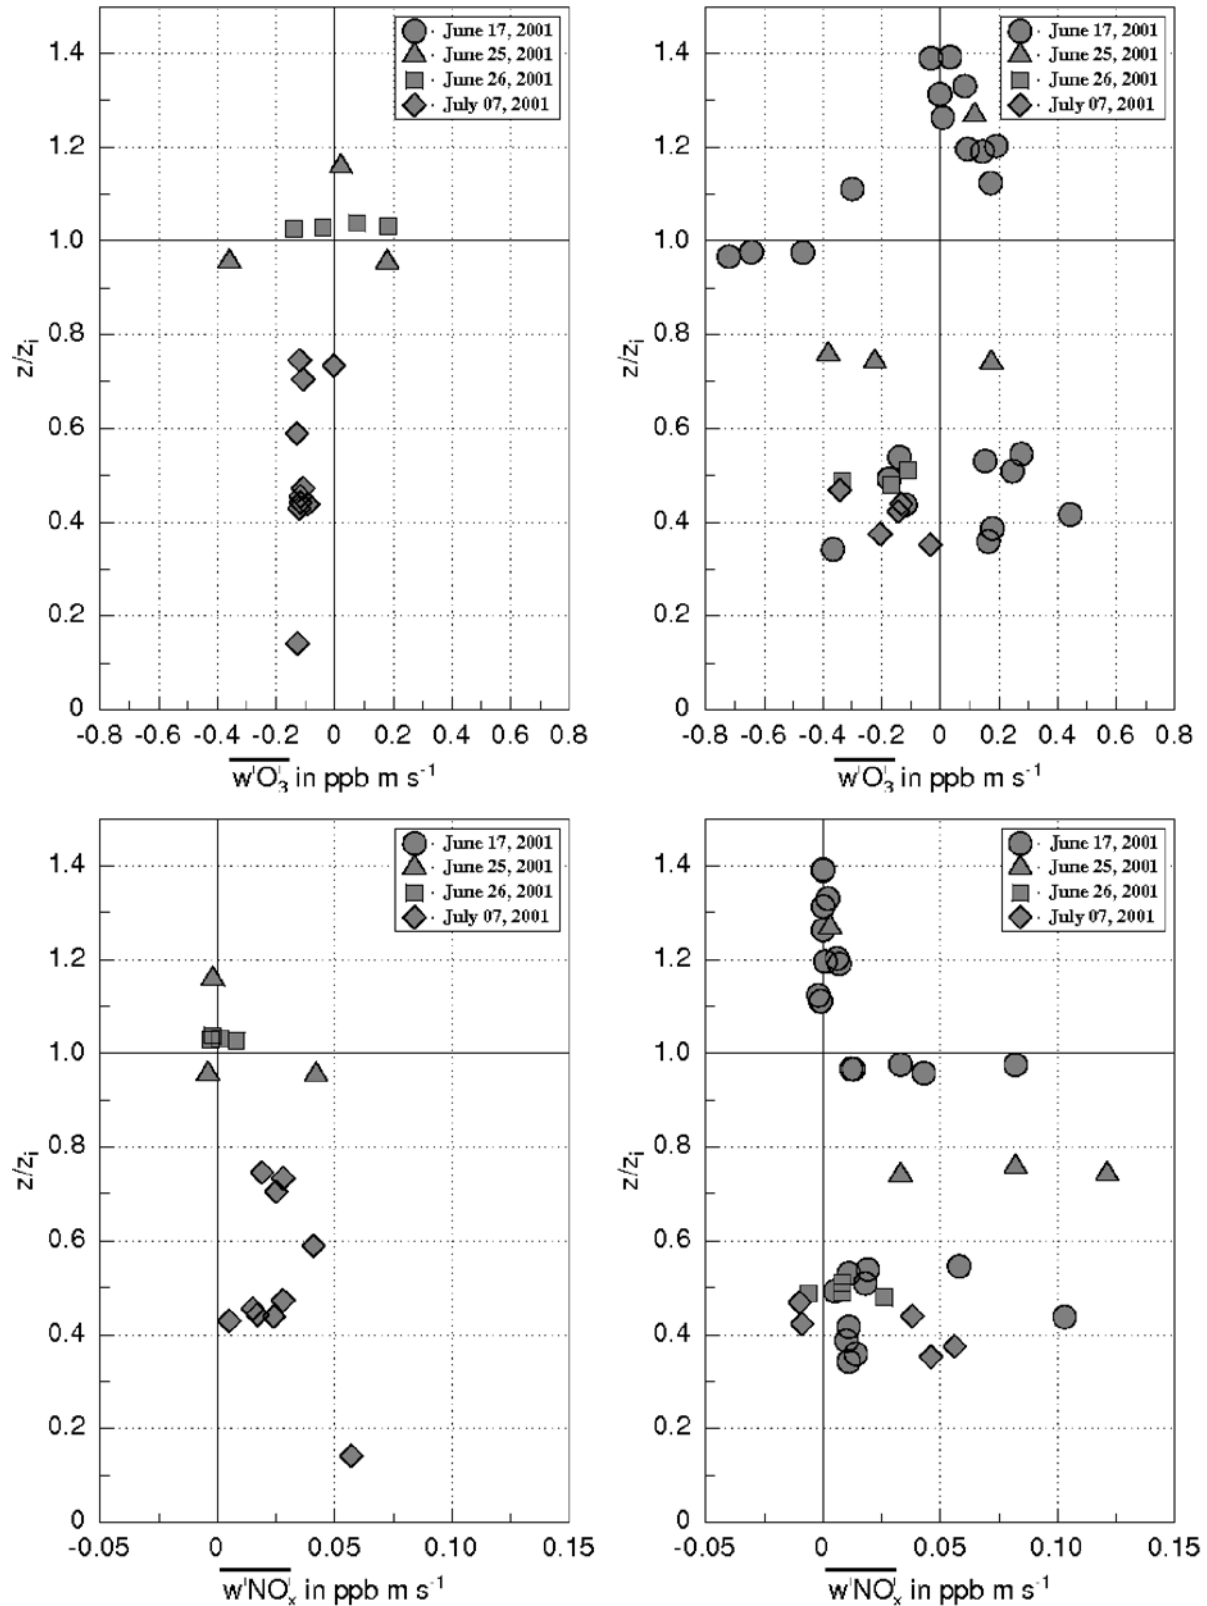 June 17, 2001
June 25, 2001
June 26, 2001
July 07, 2001
1.4
1.2
1.0
0.8
0.6
0.4
0.2
0
z/zi
-0.8 -0.6 -0.4 -0.2 0 0.2 0.4 0.6 0.8
w'O3' in ppb m s-1
June 17, 2001
June 25, 2001
June 26, 2001
July 07, 2001
1.4
1.2
1.0
0.8
0.6
0.4
0.2
0
z/zi
-0.8 -0.6 -0.4 -0.2 0 0.2 0.4 0.6 0.8
w'O3' in ppb m s-1
June 17, 2001
June 25, 2001
June 26, 2001
July 07, 2001
1.4
1.2
1.0
0.8
0.6
0.4
0.2
0
z/zi
-0.05 0 0.05 0.10 0.15
w'NOx' in ppb m s-1
June 17, 2001
June 25, 2001
June 26, 2001
July 07, 2001
1.4
1.2
1.0
0.8
0.6
0.4
0.2
0
z/zi
-0.05 0 0.05 0.10 0.15
w'NOx' in ppb m s-1